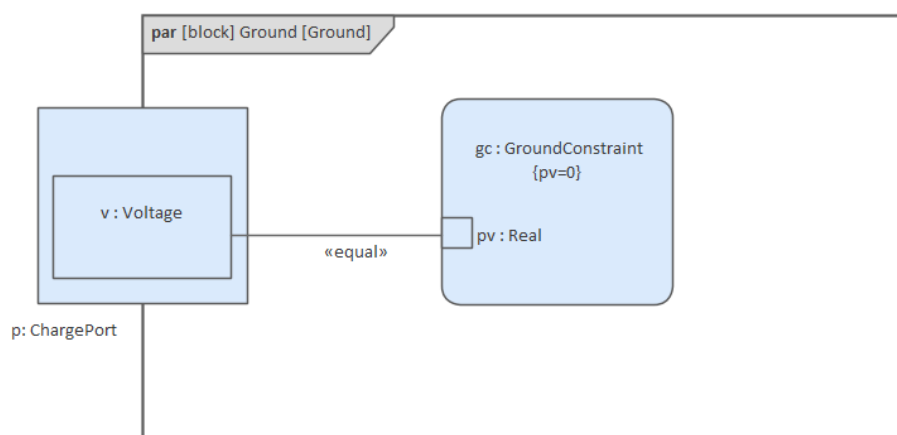 par [block] Ground [Ground]
gc : GroundConstraint
{pv=0}
v : Voltage
pv : Real
«equal»
p: ChargePort